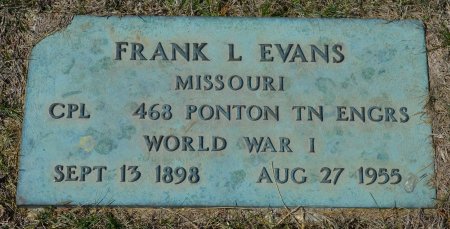 FRANK L EVANS
MISSOURI
CPL 468 PONTON TN ENGRS
WORLD WAR I
SEPT 13 1898 AUG 27 1955